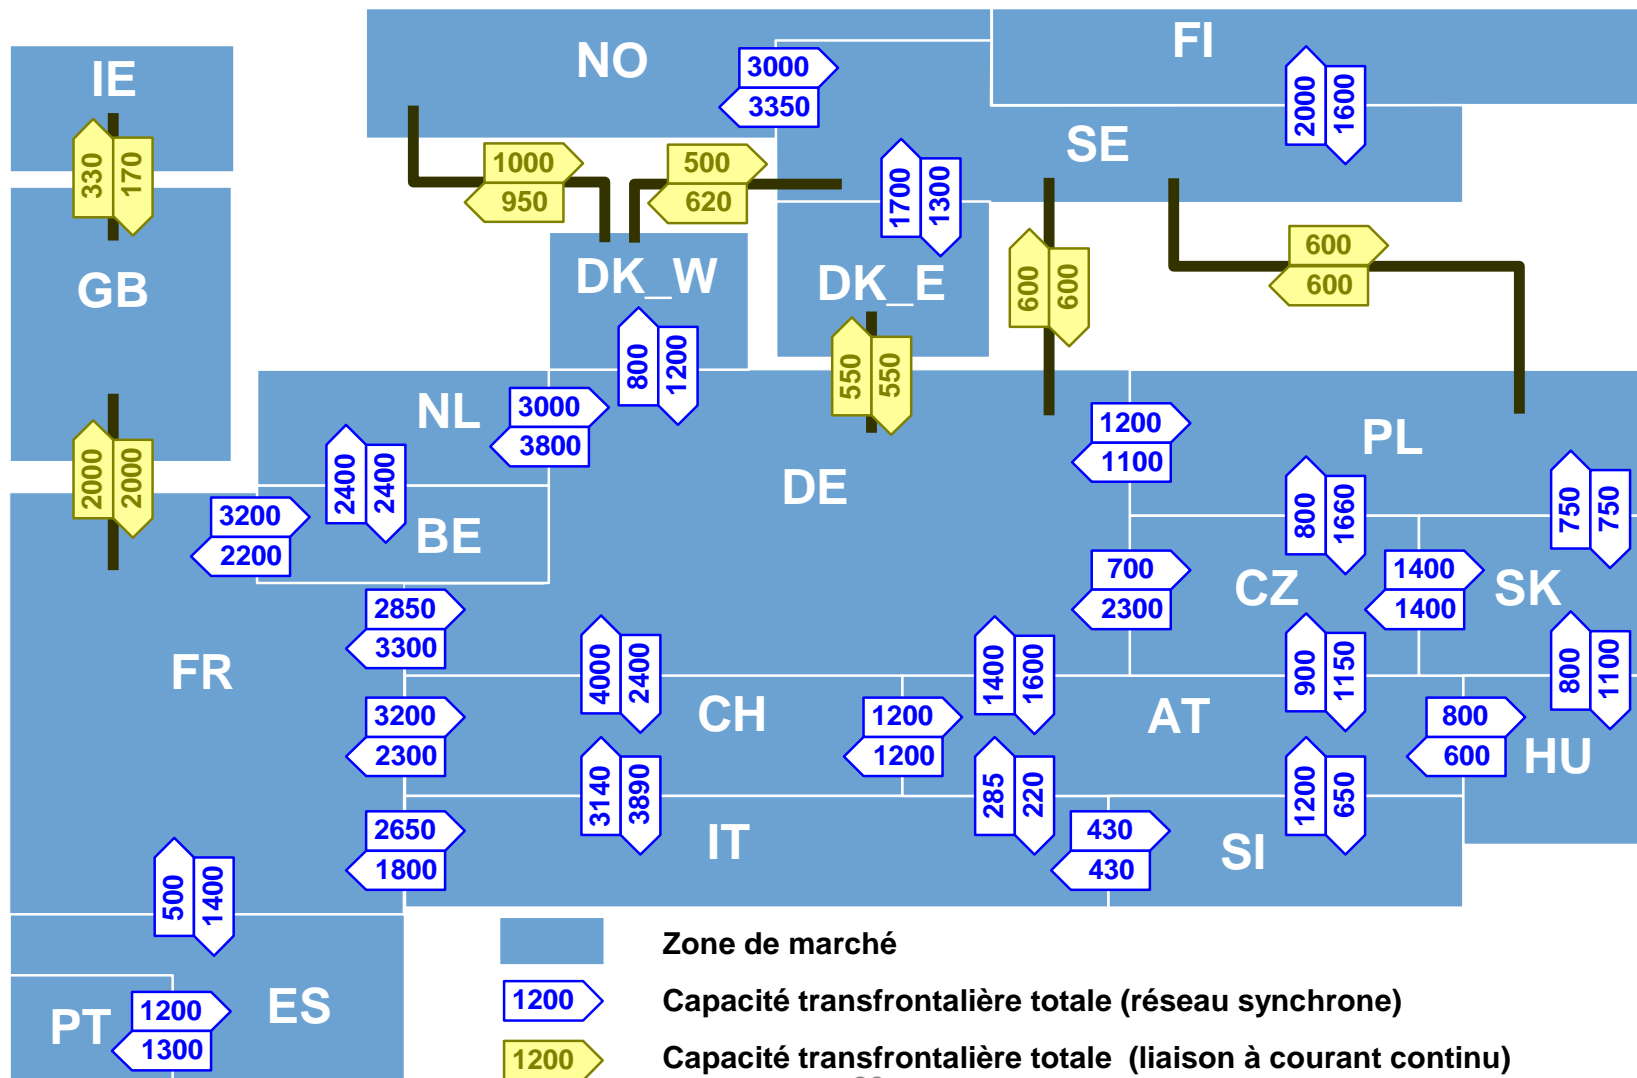 NO
FI
IE
3000
3350
2000
1600
SE
330
170
1000
950
500
620
1700
1300
GB
DK_W
DK_E
600
600
600
600
800
1200
550
550
NL
3000
3800
1200
1100
PL
2000
2000
2400
2400
DE
800
1660
750
750
3200
2200
BE
700
2300
CZ
1400
1400
SK
2850
3300
FR
4000
2400
1400
1600
900
1150
800
1100
3200
2300
CH
1200
1200
AT
800
600
HU
3140
3890
285
220
1200
650
2650
1800
IT
430
430
SI
500
1400
Zone de marché
ES
PT
1200
1300
1200
Capacité transfrontalière totale (réseau synchrone)
1200
Capacité transfrontalière totale (liaison à courant continu)